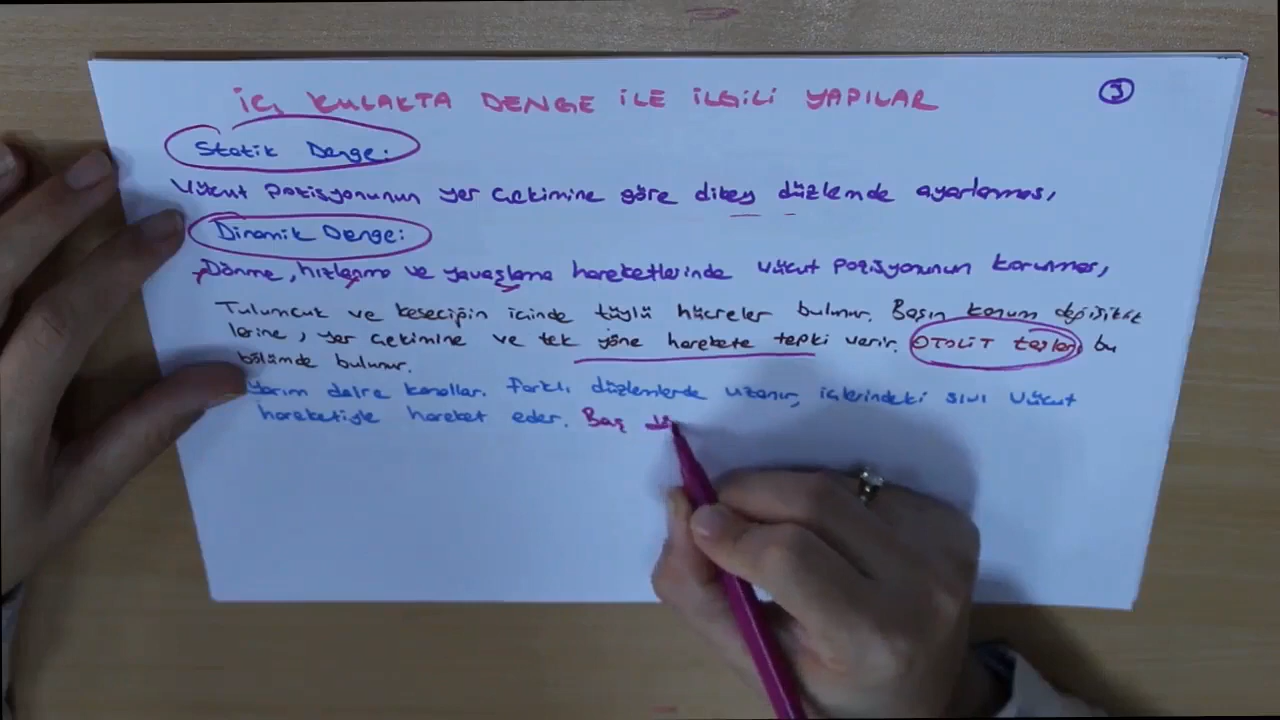 İÇ KULAKTA DENGE İLE İLGİLİ YAPILAR
3
Statik Denge:
Vücut pozisyonunun yer çekimine göre dikey düzlemde ayarlanması
Dinamik Denge:
Dönme, hızlanma ve yavaşlama hareketlerinde vücut pozisyonunun korunması
Tulumcuk ve keseciğin içinde tüylü hücreler bulunur. Başın konum değişiklik
lerine, yer çekimine ve tek yöne harekete tepki verir. OTOLİT taşları bu
bölümde bulunur.
Yarım daire kanallar. Farklı düzlemlerde uzanır, içlerindeki sıvı vücut
hareketiyle hareket eder. Baş